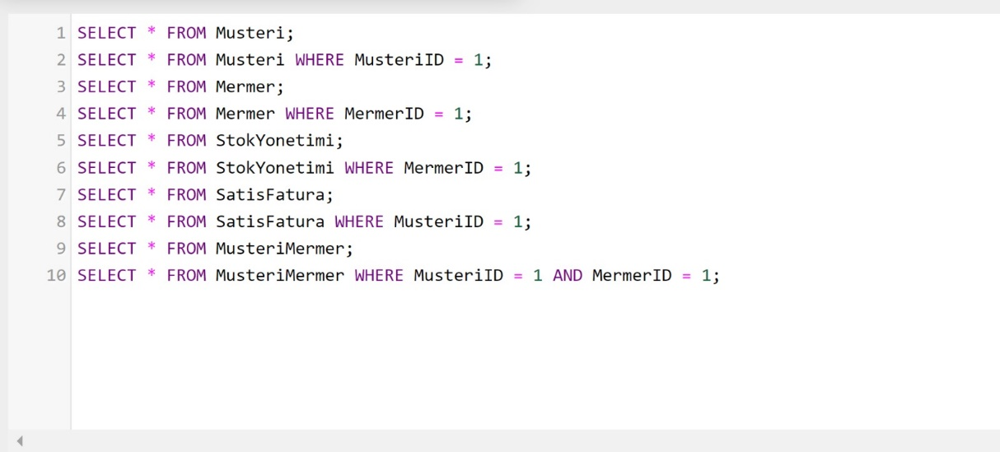 1 SELECT * FROM Musteri;
2 SELECT * FROM Musteri WHERE MusteriID = 1;
3 SELECT * FROM Mermer;
4 SELECT * FROM Mermer WHERE MermerID = 1;
5 SELECT * FROM StokYonetimi;
6 SELECT * FROM StokYonetimi WHERE MermerID = 1;
7 SELECT * FROM SatisFatura;
8 SELECT * FROM SatisFatura WHERE MusteriID = 1;
9 SELECT * FROM MusteriMermer;
10 SELECT * FROM MusteriMermer WHERE MusteriID = 1 AND MermerID = 1;